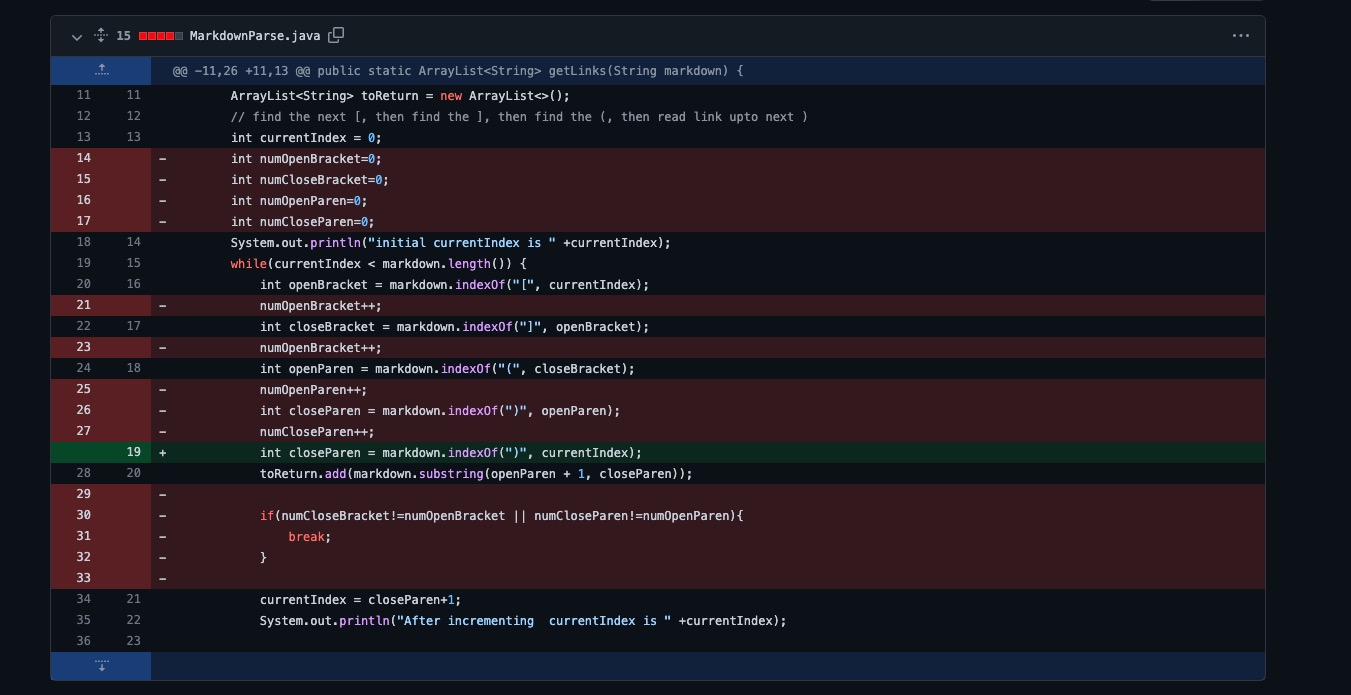 15 MarkdownParse.java
@@ -11,26 +11,13 @@ public static ArrayList<String> getLinks(String markdown) {
11 11 ArrayList<String> toReturn = new ArrayList<>();
12 12 // find the next [, then find the ], then find the (, then read link upto next )
13 13 int currentIndex = 0;
14 - int numOpenBracket=0;
15 - int numCloseBracket=0;
16 - int numOpenParen=0;
17 - int numCloseParen=0;
18 14 System.out.println("initial currentIndex is " +currentIndex);
19 15 while(currentIndex < markdown.length()) {
20 16 int openBracket = markdown.indexOf("[", currentIndex);
21 - numOpenBracket++;
22 17 int closeBracket = markdown.indexOf("]", openBracket);
23 - numOpenBracket++;
24 18 int openParen = markdown.indexOf("(", closeBracket);
25 - numOpenParen++;
26 - int closeParen = markdown.indexOf(")", openParen);
27 - numCloseParen++;
19 + int closeParen = markdown.indexOf(")", currentIndex);
28 20 toReturn.add(markdown.substring(openParen + 1, closeParen));
29 -
30 - if(numCloseBracket!=numOpenBracket || numCloseParen!=numOpenParen){
31 - break;
32 - }
33 -
34 21 currentIndex = closeParen+1;
35 22 System.out.println("After incrementing  currentIndex is " +currentIndex);
36 23